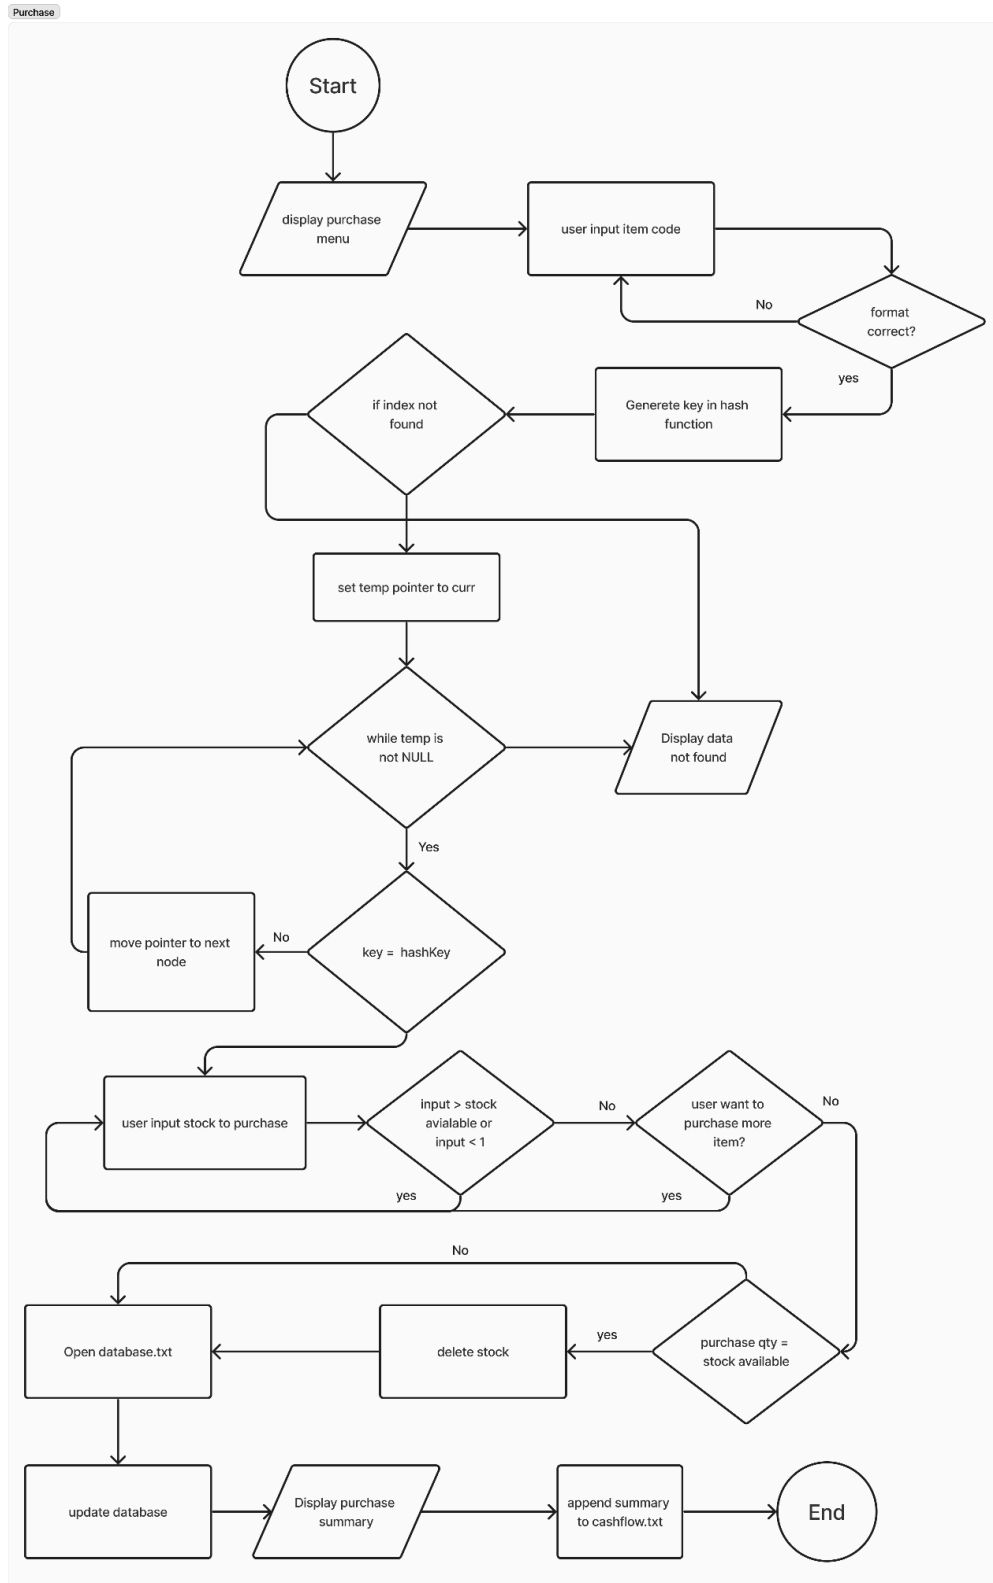 Purchase
Start
display purchase
menu
user input item code
No
format
correct?
yes
if index not
found
Generete key in hash
function
set temp pointer to curr
while temp is
not NULL
Display data
not found
Yes
move pointer to next
node
No
key = hashKey
user input stock to purchase
input > stock
avialable or
input < 1
No
user want to
purchase more
item?
No
yes
yes
No
Open database.txt
delete stock
yes
purchase qty =
stock available
update database
Display purchase
summary
append summary
to cashflow.txt
End